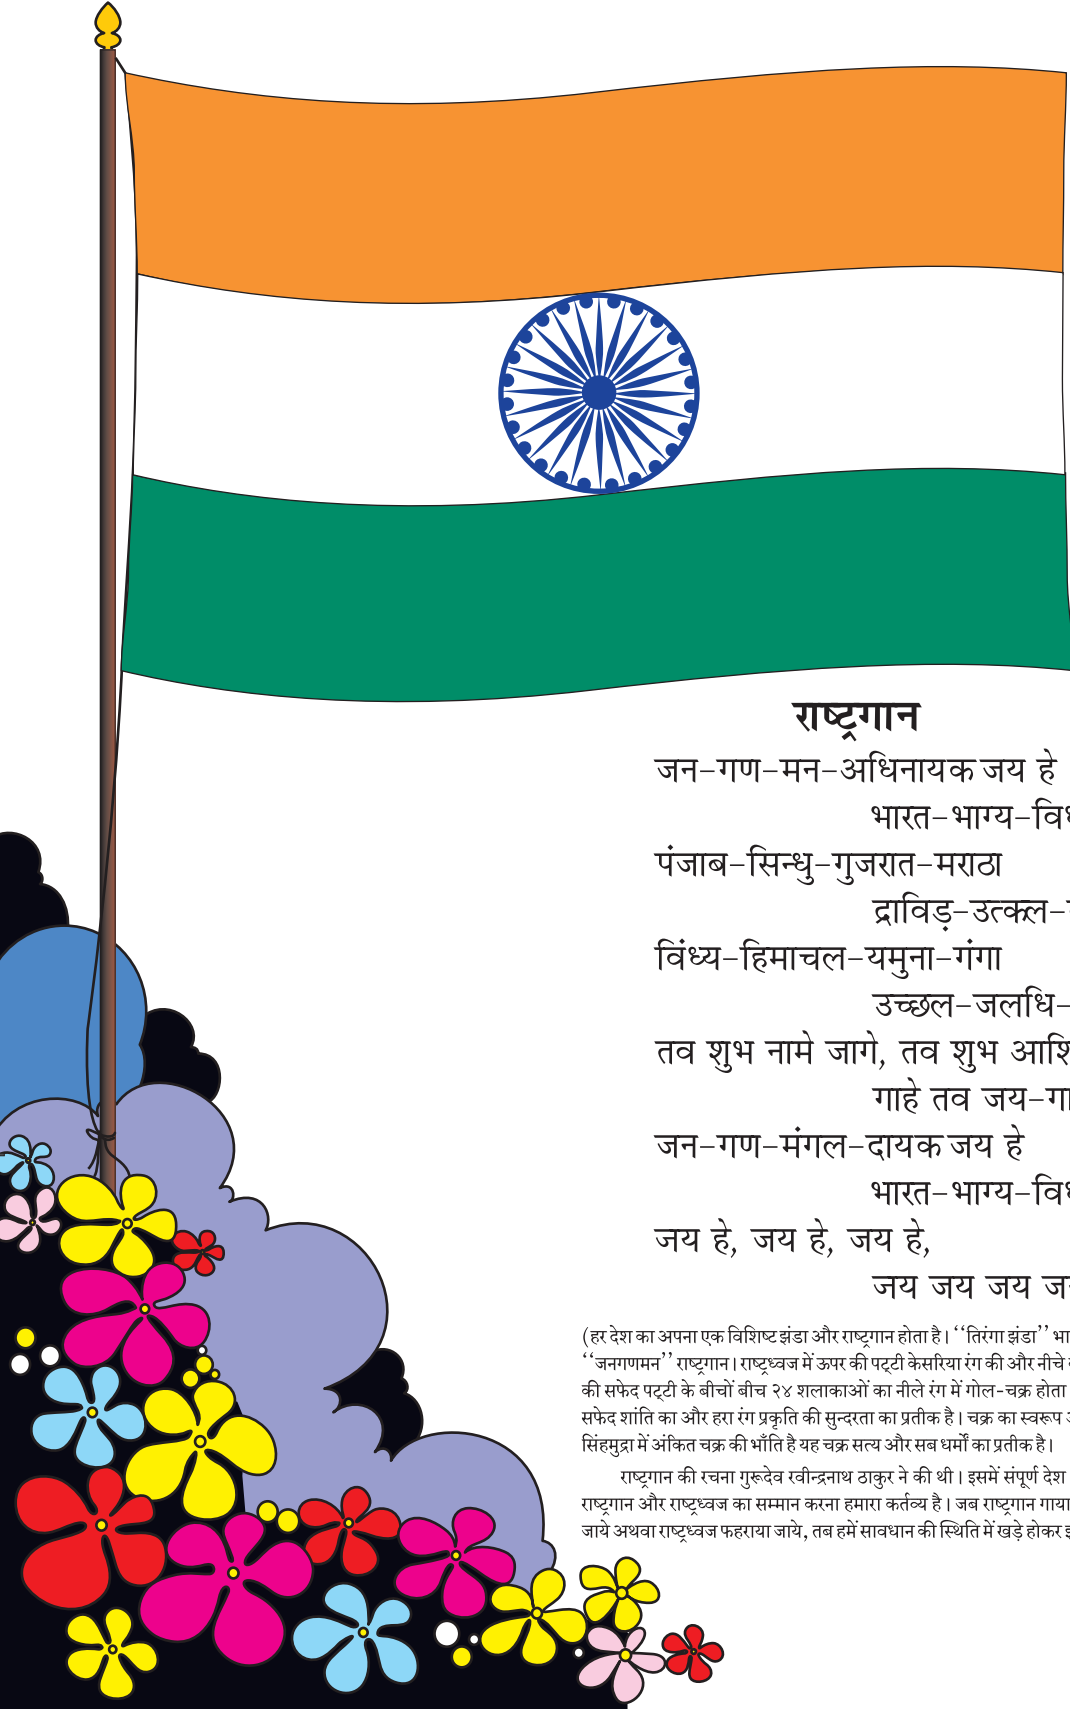 राष्ट्रगान
जन-गण-मन-अधिनायक जय हे
भारत-भाग्य-
पंजाब-सिन्धु-गुजरात-मराठा
द्राविड़-उत्कल-
विंध्य-हिमाचल-यमुना-गंगा
उच्छल-जलधि-
तव शुभ नामे जागे, तव शुभ
गाहे तव
जन-गण-मंगल-दायक जय हे
भारत-भाग्य-
जय हे, जय हे, जय हे,
जय जय जय
(हर देश का अपना एक विशिष्ट झंडा और राष्ट्रगान होता है। ‘‘तिरंगा झंडा’’
‘‘जनगणमन’’ राष्ट्रगान। राष्ट्रध्वज में ऊपर की पट्टी केसरिया रंग की और नीचे
की सफेद पट्टी के बीचों बीच २४ शलाकाओं का नीले रंग में गोल-चक्र होता
सफेद शांति का और हरा रंग प्रकृति की सुन्दरता का प्रतीक है। चक्र का स्वरूप
सिंहमुद्रा में अंकित चक्र की भाँति है यह चक्र सत्य और सब धर्मों का प्रतीक है।
राष्ट्रगान की रचना गुरूदेव रवीन्द्रनाथ ठाकुर ने की थी। इसमें संपूर्ण देश
राष्ट्रगान और राष्ट्रध्वज का सम्मान करना हमारा कर्तव्य है। जब राष्ट्रगान गाया
जाये अथवा राष्ट्रध्वज फहराया जाये, तब हमें सावधान की स्थिति में खड़े होकर